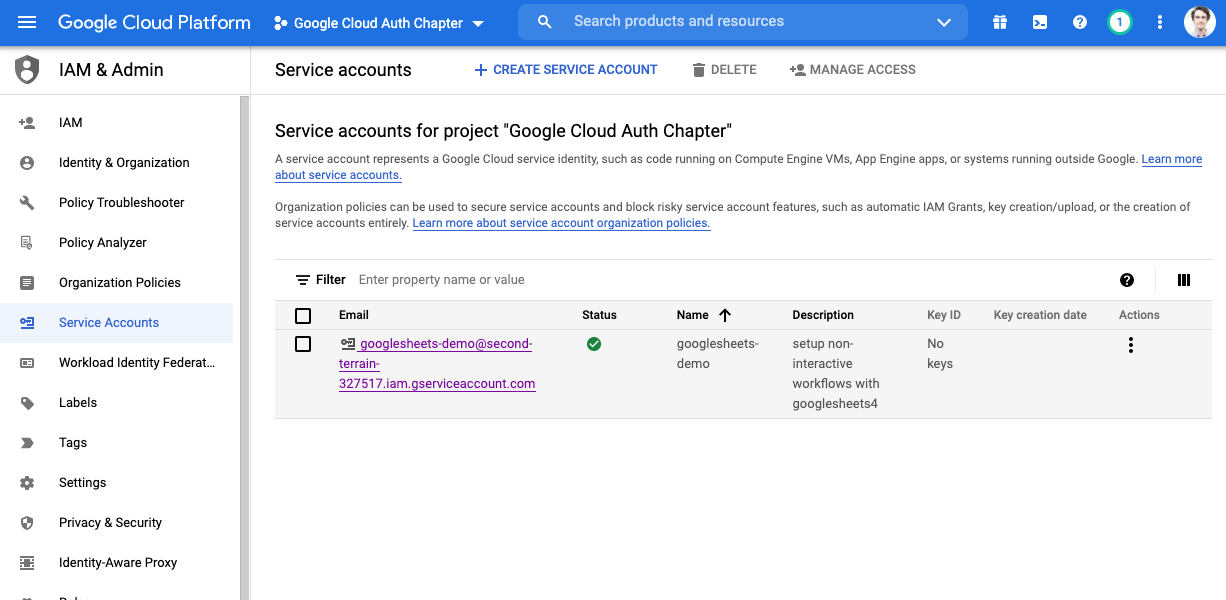 Google Cloud Platform
Google Cloud Auth Chapter
Search products and resources
1
IAM & Admin
IAM
Identity & Organization
Policy Troubleshooter
Policy Analyzer
Organization Policies
Service Accounts
Workload Identity Federat...
Labels
Tags
Settings
Privacy & Security
Identity-Aware Proxy
Service accounts
CREATE SERVICE ACCOUNT
DELETE
MANAGE ACCESS
Service accounts for project "Google Cloud Auth Chapter"
A service account represents a Google Cloud service identity, such as code running on Compute Engine VMs, App Engine apps, or systems running outside Google. Learn more
about service accounts.
Organization policies can be used to secure service accounts and block risky service account features, such as automatic IAM Grants, key creation/upload, or the creation of
service accounts entirely. Learn more about service account organization policies.
Filter Enter property name or value
Email Status Name Description Key ID Key creation date Actions
googlesheets-demo@second-
terrain-
327517.iam.gserviceaccount.com
googlesheets-
demo
setup non-
interactive
workflows with
googlesheets4
No
keys